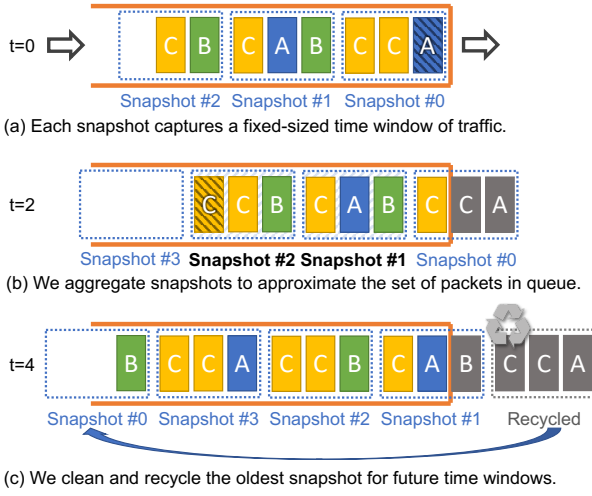 t=0
C B C A B C C A
Snapshot #2 Snapshot #1 Snapshot #0
(a) Each snapshot captures a fixed-sized time window of traffic.
t=2
C C B C A B C C A
Snapshot #3 Snapshot #2 Snapshot #1 Snapshot #0
(b) We aggregate snapshots to approximate the set of packets in queue.
t=4
B C C A C C B C A B C C A
Snapshot #0 Snapshot #3 Snapshot #2 Snapshot #1 Recycled
(c) We clean and recycle the oldest snapshot for future time windows.